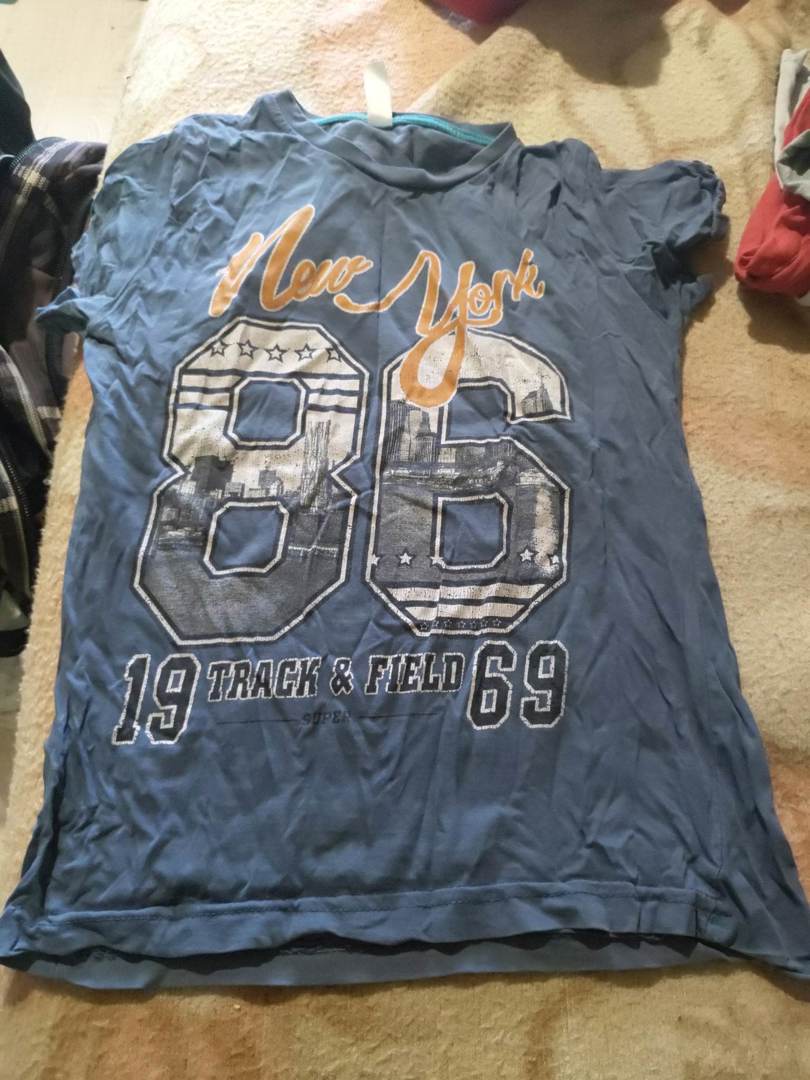 New York
86
19 TRACK & FIELD 69
SUPER